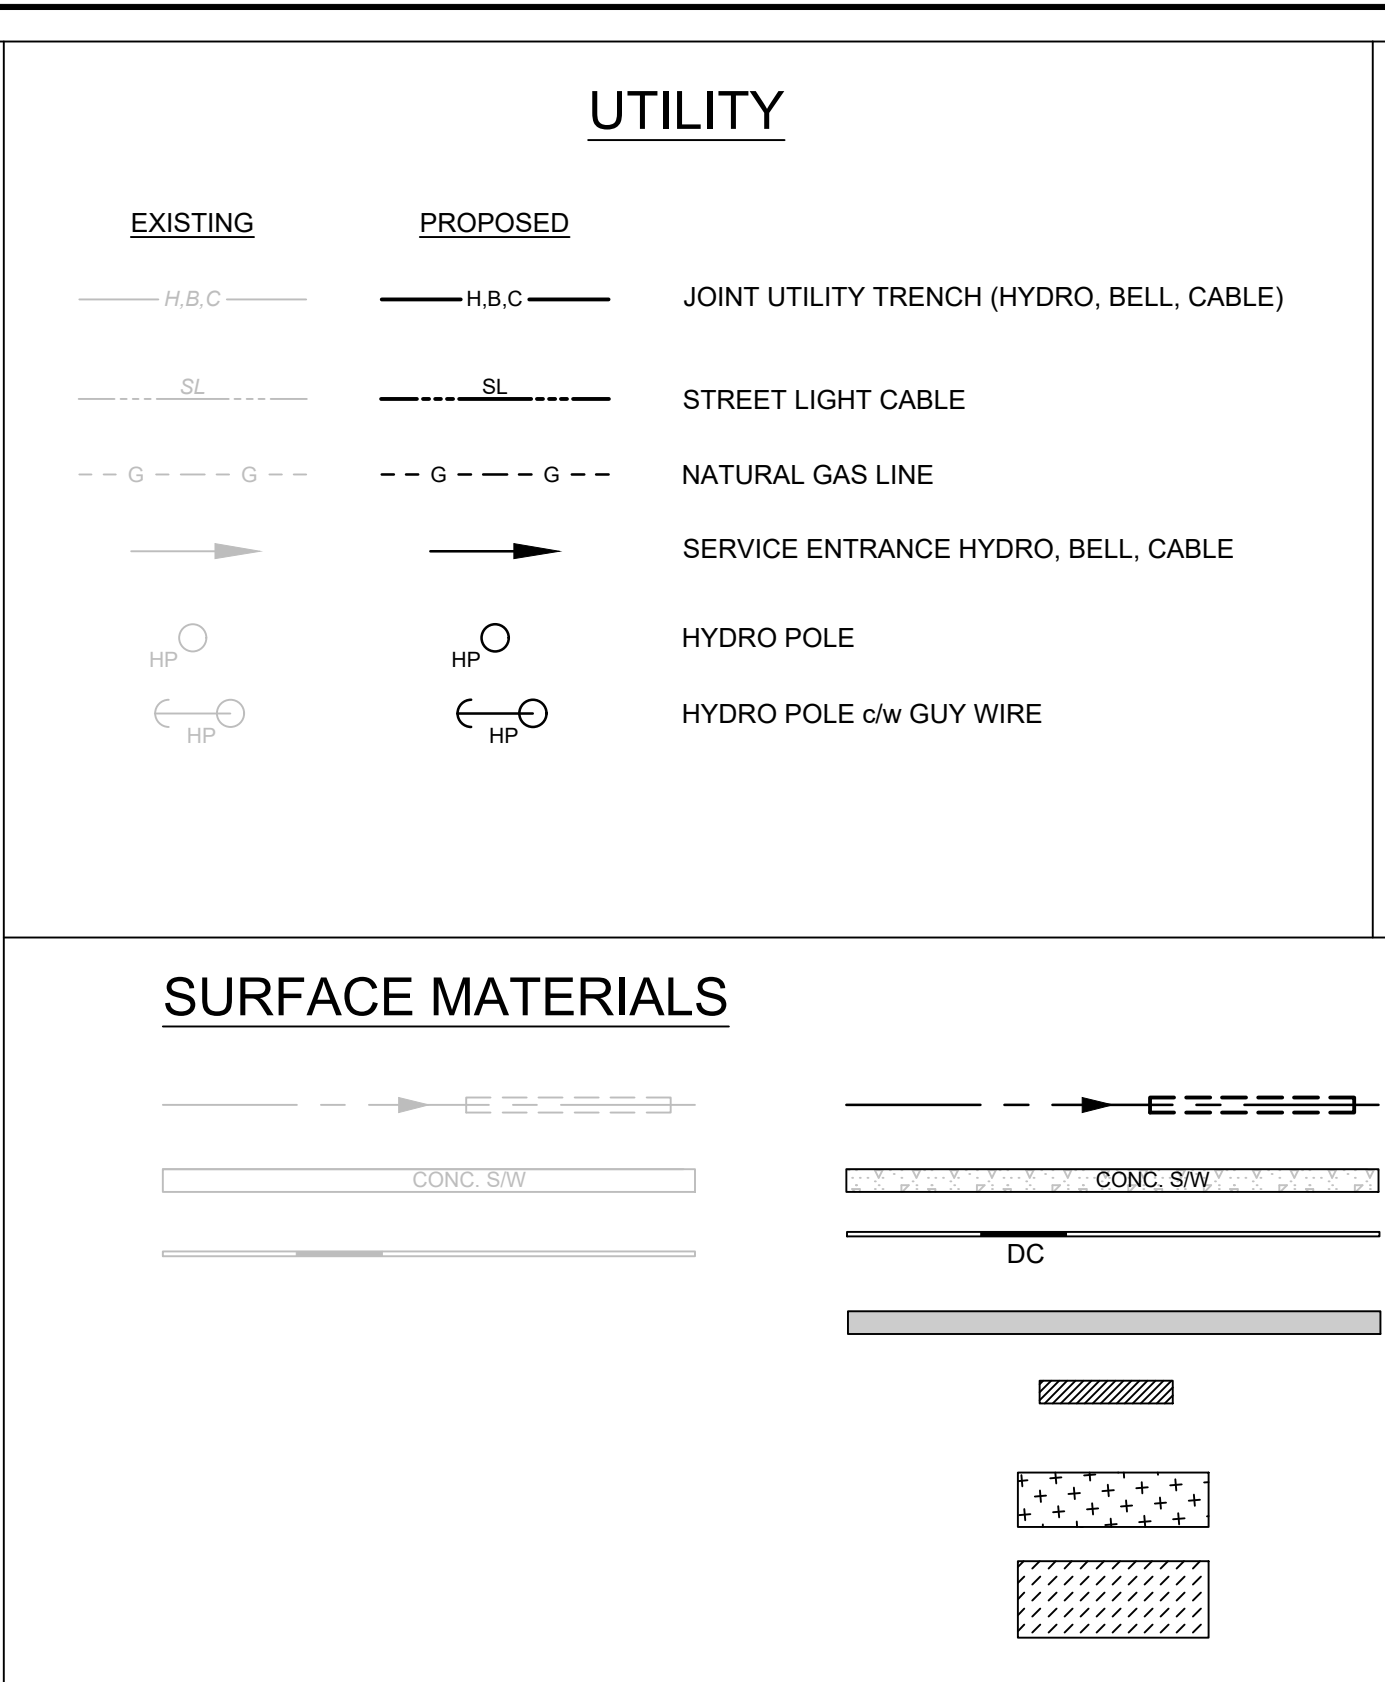 UTILITY
EXISTING PROPOSED
H,B,C H,B,C JOINT UTILITY TRENCH (HYDRO, BELL, CABLE)
SL SL STREET LIGHT CABLE
G G G G NATURAL GAS LINE
SERVICE ENTRANCE HYDRO, BELL, CABLE
HP HP HYDRO POLE
HP HP HYDRO POLE c/w GUY WIRE
SURFACE MATERIALS
CONC. S/W CONC. S/W
DC